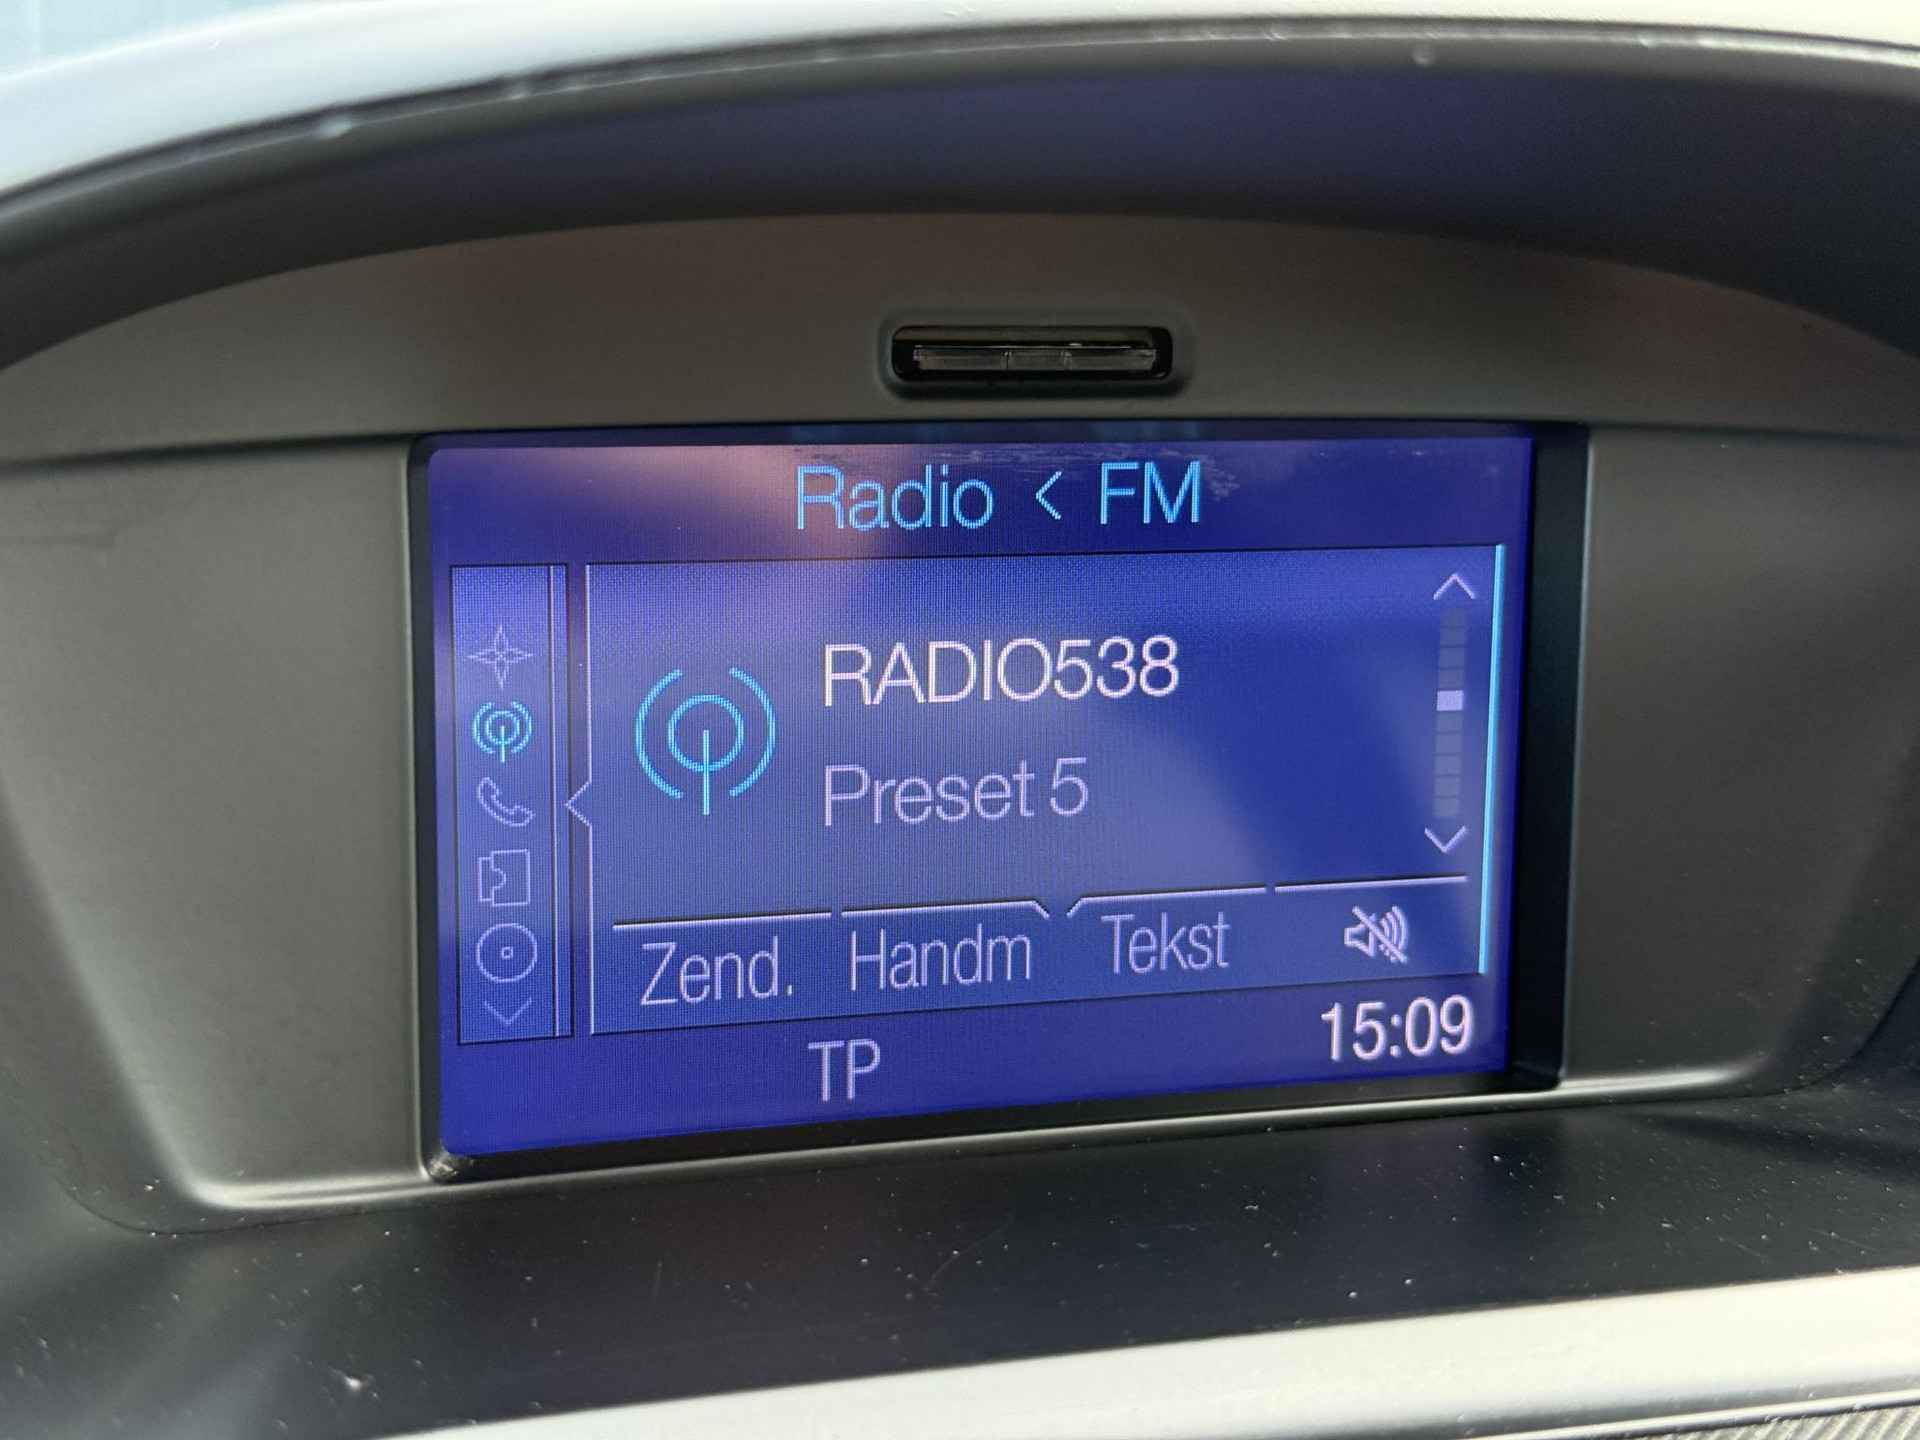 Radio < FM
RADIO538
Preset 5
Zend. Handm Tekst
TP 15:09